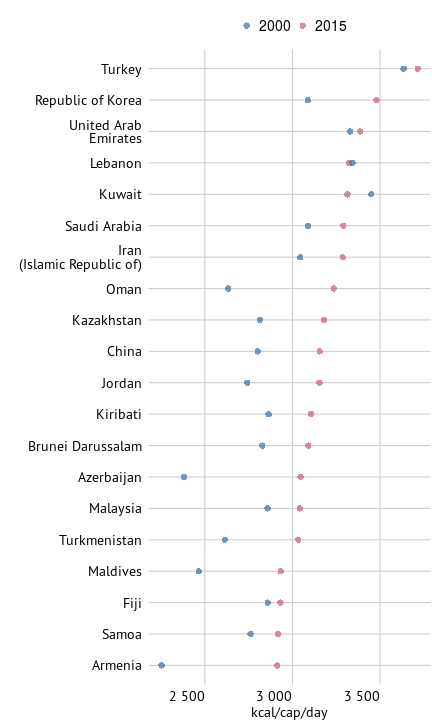 2000 2015
Turkey
Republic of Korea
United Arab
Emirates
Lebanon
Kuwait
Saudi Arabia
Iran
(Islamic Republic of)
Oman
Kazakhstan
China
Jordan
Kiribati
Brunei Darussalam
Azerbaijan
Malaysia
Turkmenistan
Maldives
Fiji
Samoa
Armenia
2 500 3 000 3 500
kcal/cap/day